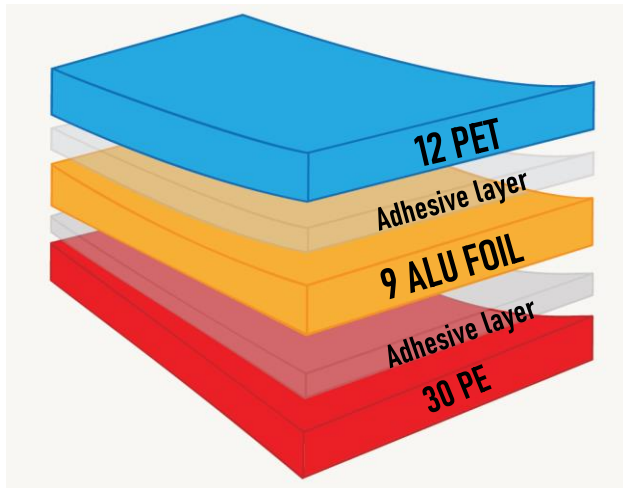 12 PET
Adhesive layer
9 ALU FOIL
Adhesive layer
30 PE